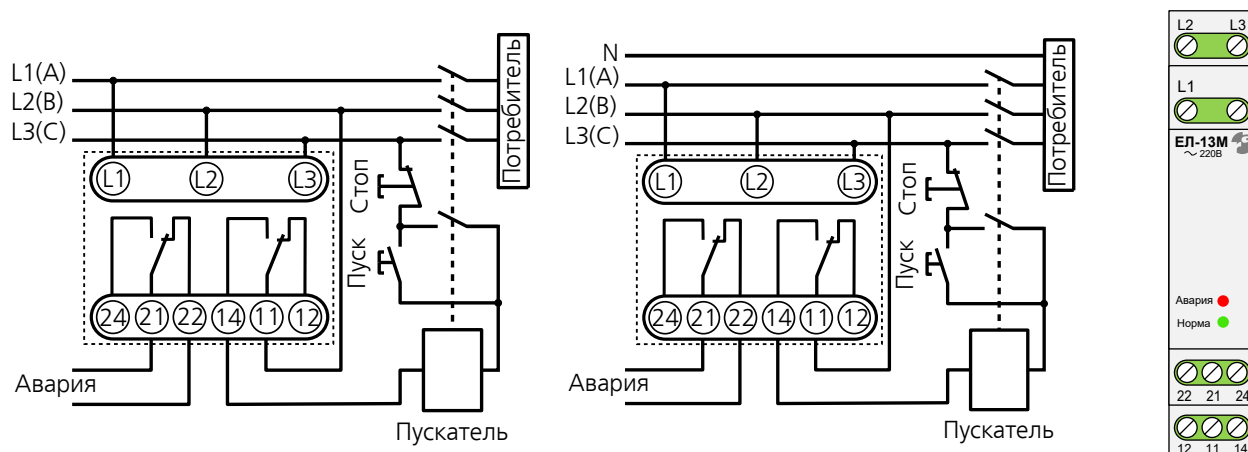 L1(A)
L2(B)
L3(C)
Потребитель
L1 L2 L3
Стоп
Пуск
24 21 22 14 11 12
Авария
Пускатель
N
L1(A)
L2(B)
L3(C)
Потребитель
L1 L2 L3
Стоп
Пуск
24 21 22 14 11 12
Авария
Пускатель
L2 L3
L1
ЕЛ-13М
~ 220В
Авария
Норма
22 21 24
12 11 14